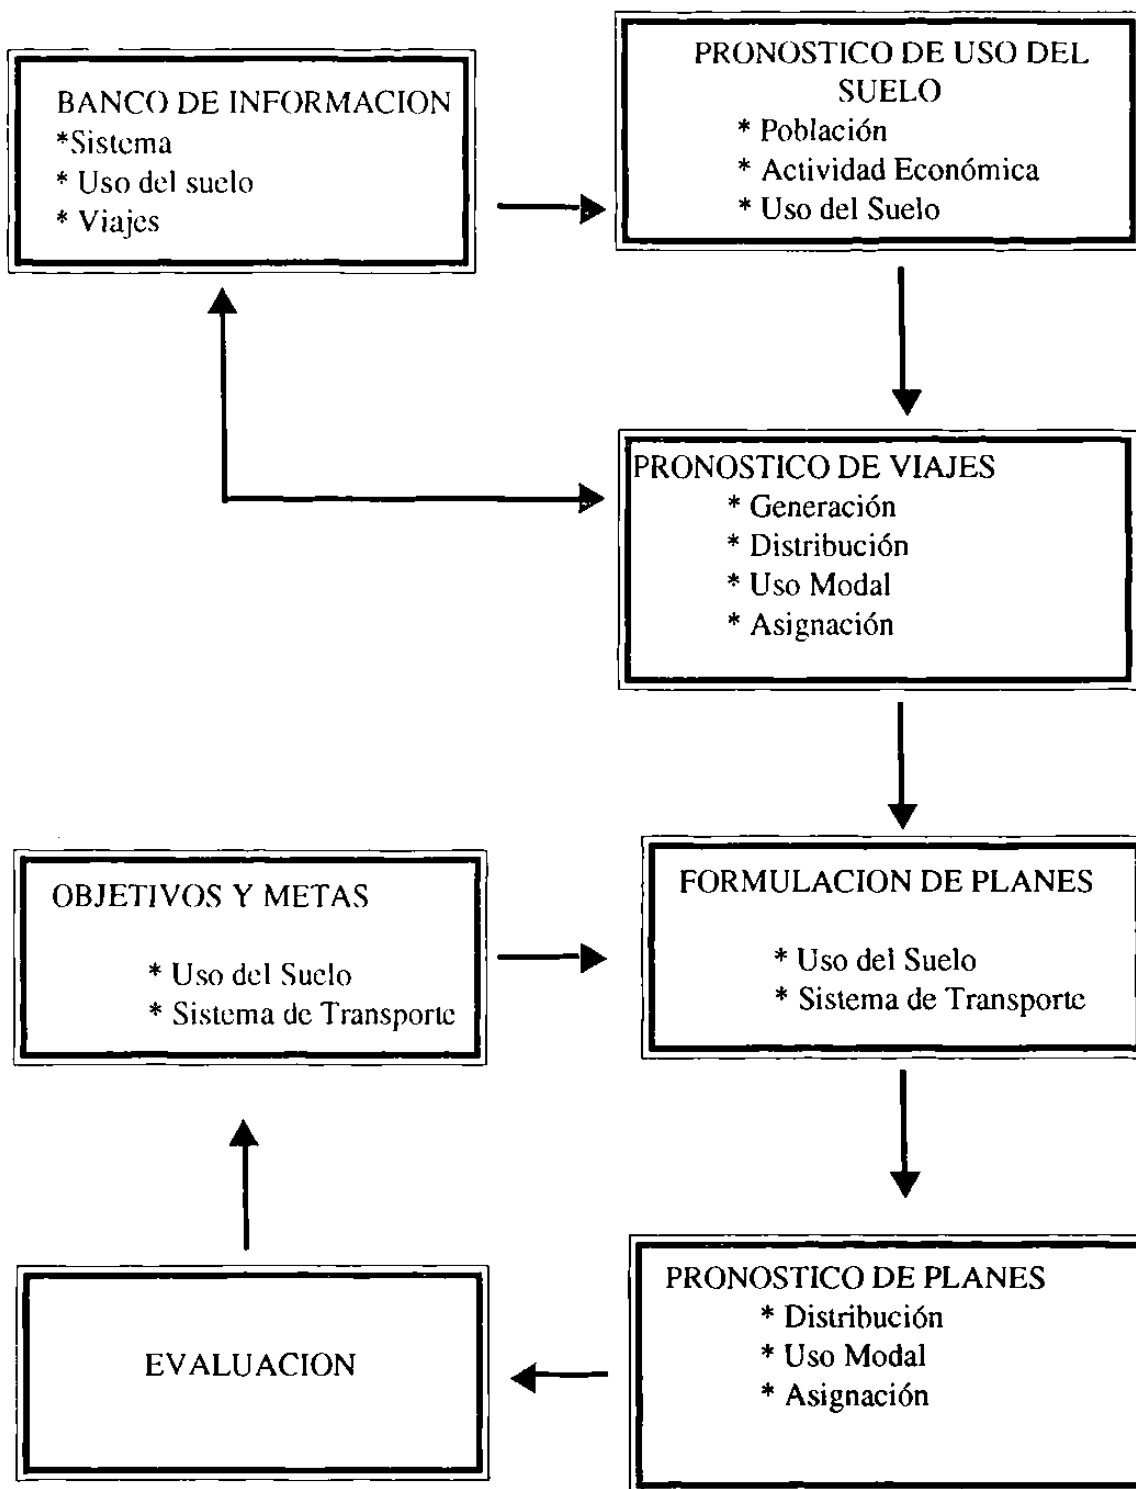 BANCO DE INFORMACION
*Sistema
* Uso del suelo
* Viajes
PRONOSTICO DE USO DEL
SUELO
* Población
* Actividad Económica
* Uso del Suelo
PRONOSTICO DE VIAJES
* Generación
* Distribución
* Uso Modal
* Asignación
OBJETIVOS Y METAS
* Uso del Suelo
* Sistema de Transporte
FORMULACION DE PLANES
* Uso del Suelo
* Sistema de Transporte
EVALUACION
PRONOSTICO DE PLANES
* Distribución
* Uso Modal
* Asignación